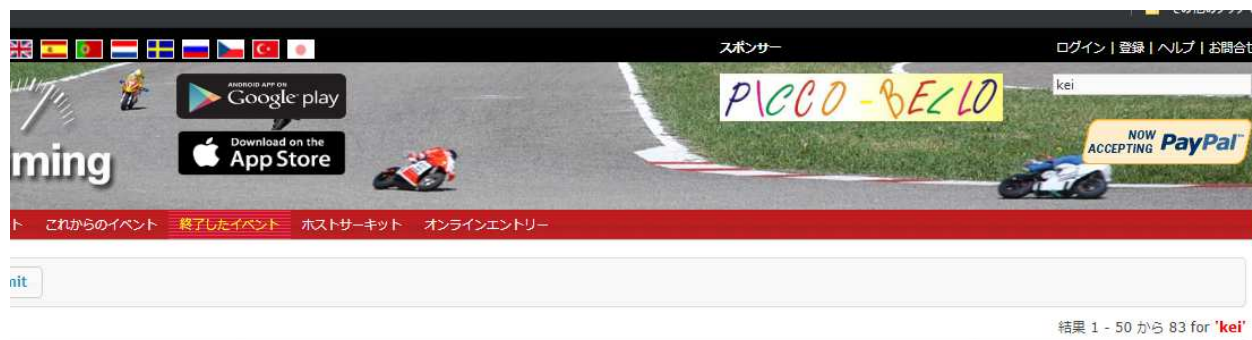 スポンサー
ログイン | 登録 | ヘルプ | お問合せ
ANDROID APP ON
Google play
PICCO-BELLO
kei
Download on the
App Store
NOW
ACCEPTING PayPal
ming
ト これからのイベント 終了したイベント ホストサーキット オンラインエントリー
mit
結果 1 - 50 から 83 for 'kei'